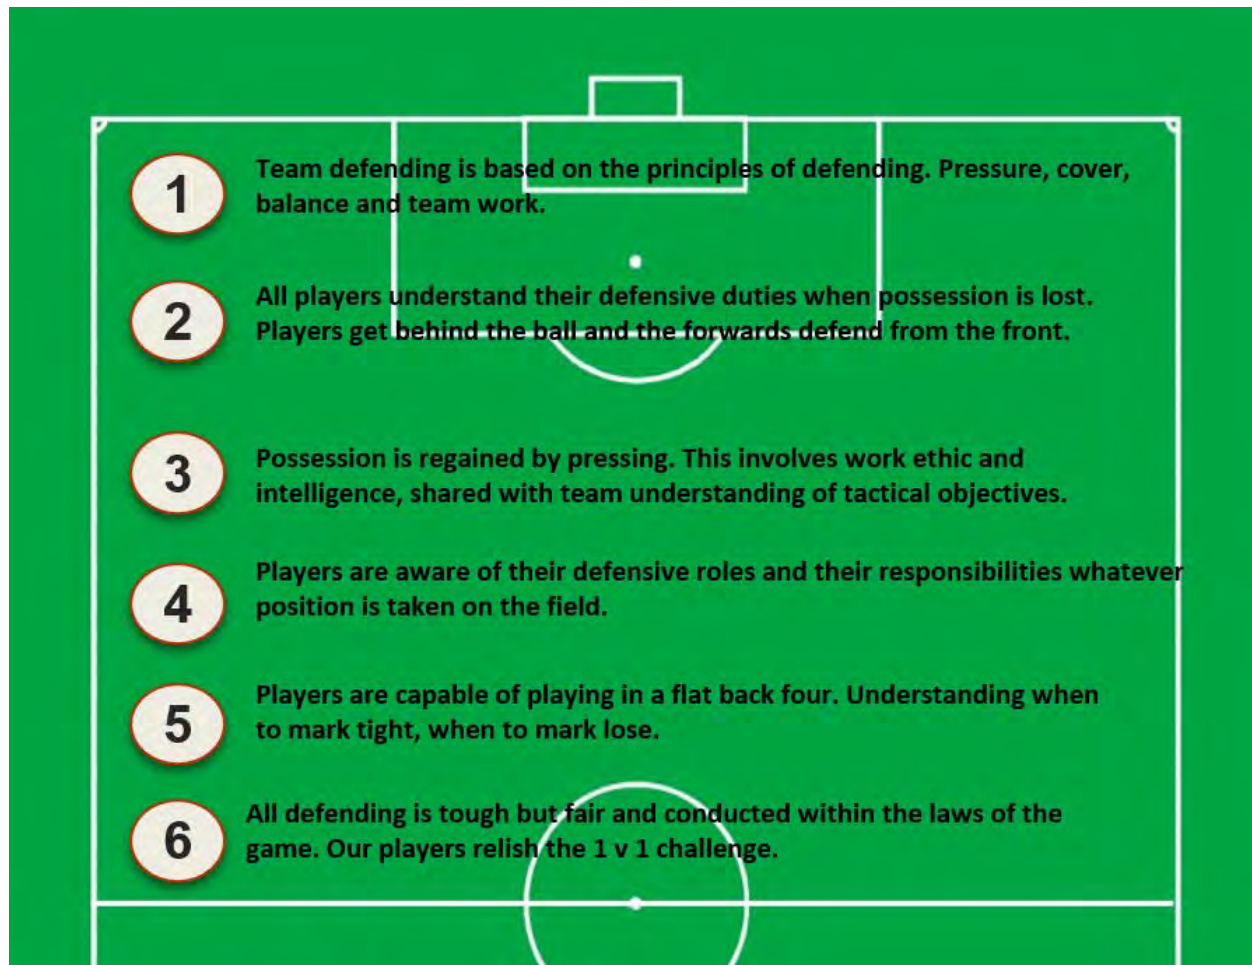 1
Team defending is based on the principles of defending. Pressure, cover,
balance and team work.
2
All players understand their defensive duties when possession is lost.
Players get behind the ball and the forwards defend from the front.
3
Possession is regained by pressing. This involves work ethic and
intelligence, shared with team understanding of tactical objectives.
4
Players are aware of their defensive roles and their responsibilities whatever
position is taken on the field.
5
Players are capable of playing in a flat back four. Understanding when
to mark tight, when to mark lose.
6
All defending is tough but fair and conducted within the laws of the
game. Our players relish the 1 v 1 challenge.